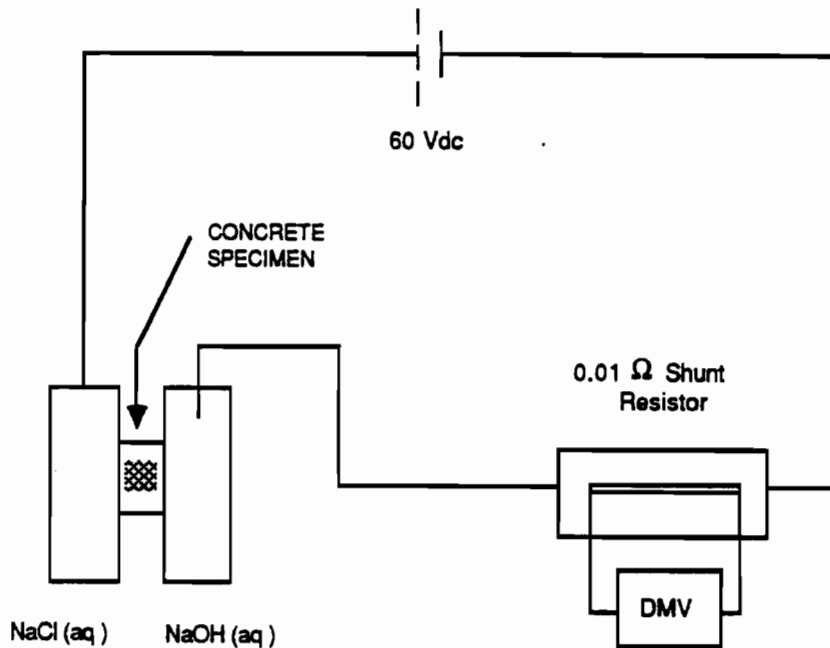 60 Vdc
CONCRETE
SPECIMEN
0.01 Ω Shunt
Resistor
DMV
NaCl (aq )
NaOH (aq )